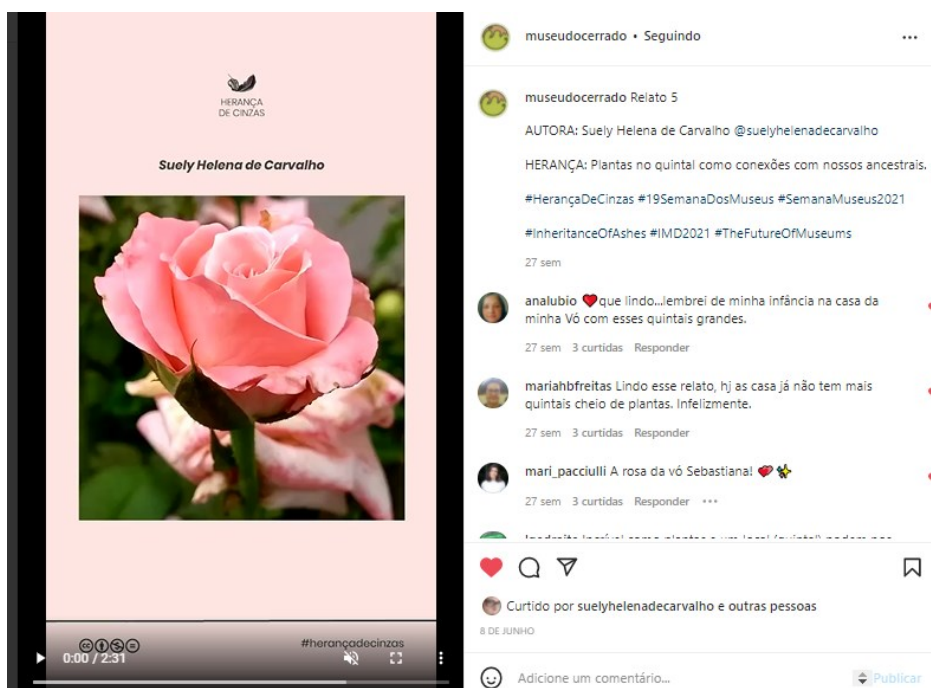 HERANÇA
DE CINZAS
Suely Helena de Carvalho
#herançadecinzas
0:00 / 2:31
museudocerrado • Seguindo
museudocerrado Relato 5
AUTORA: Suely Helena de Carvalho @suelyhelenadecarvalho
HERANÇA: Plantas no quintal como conexões com nossos ancestrais.
#HerançaDeCinzas #19SemanaDosMuseus #SemanaMuseus2021
#InheritanceOfAshes #IMD2021 #TheFutureOfMuseums
27 sem
analubio ❤️que lindo...lembrei de minha infância na casa da
minha Vó com esses quintais grandes.
27 sem 3 curtidas Responder
mariahbfreitas Lindo esse relato, hj as casa já não tem mais
quintais cheio de plantas. Infelizmente.
27 sem 3 curtidas Responder
mari_pacciulli A rosa da vó Sebastiana! 💕✨
27 sem 3 curtidas Responder
Curtido por suelyhelenadecarvalho e outras pessoas
8 DE JUNHO
Adicione um comentário...
Publicar